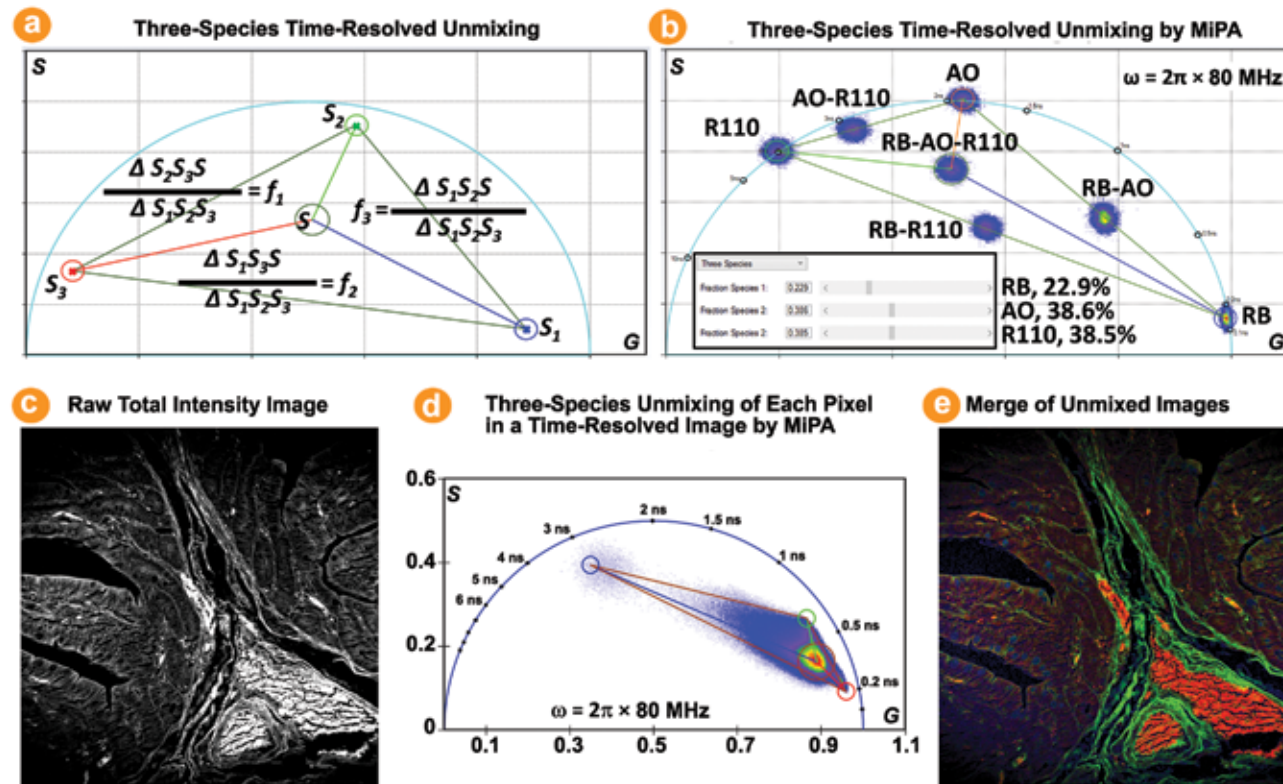 a
Three-Species Time-Resolved Unmixing
S
S₂
Δ S₂S₃S
Δ S₁S₂S₃
= f₁
f₃ =
Δ S₁S₂S
Δ S₁S₂S₃
S
S₃
Δ S₁S₃S
Δ S₁S₂S₃
= f₂
S₁
G
b
Three-Species Time-Resolved Unmixing by MiPA
S
AO
ω = 2π × 80 MHz
AO-R110
R110
RB-AO-R110
RB-AO
RB-R110
Three Species
Fraction Species 1: 0.229
RB, 22.9%
Fraction Species 2:
AO, 38.6%
Fraction Species 2: 0.385
R110, 38.5%
RB
G
c
Raw Total Intensity Image
d
Three-Species Unmixing of Each Pixel
in a Time-Resolved Image by MiPA
0.6
S
2 ns
3 ns
1.5 ns
4 ns
1 ns
0.4
5 ns
6 ns
0.5 ns
0.2
0.2 ns
ω = 2π × 80 MHz
G
0
0.1 0.3 0.5 0.7 0.9 1.1
e
Merge of Unmixed Images